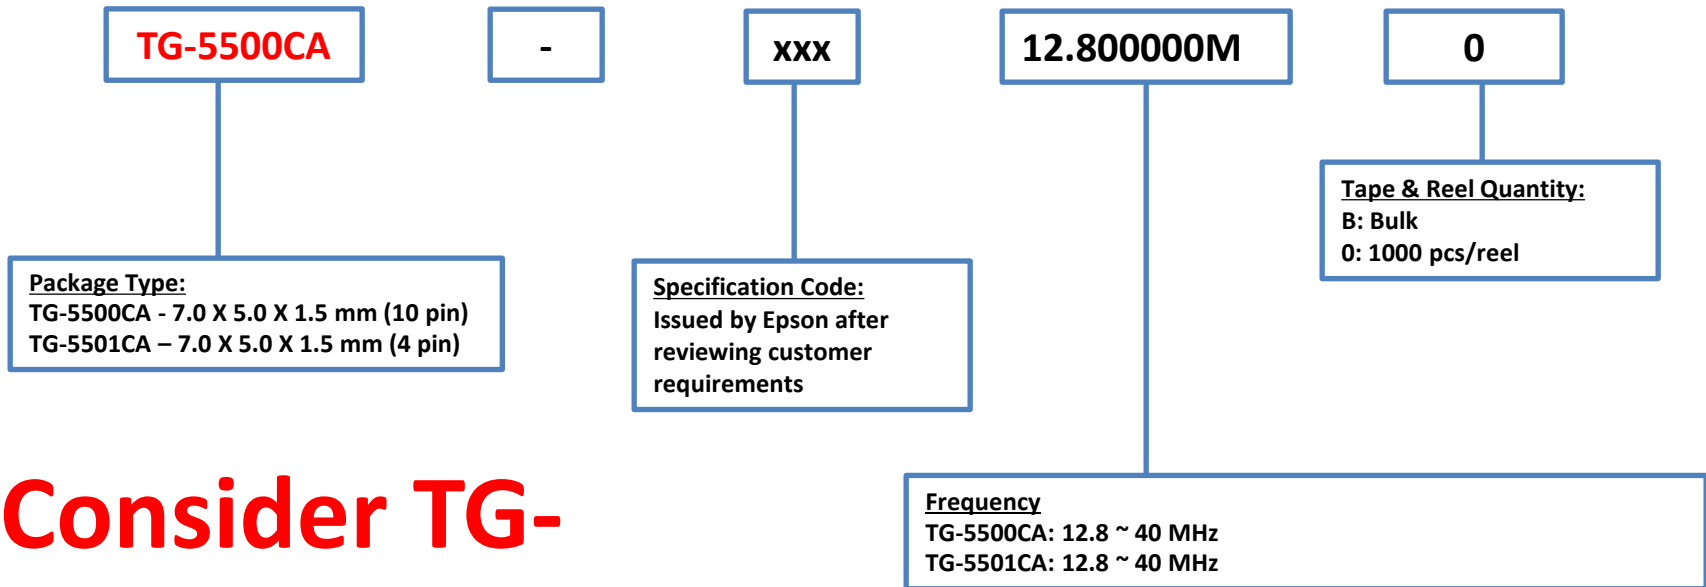 TG-5500CA - xxx 12.800000M 0
Tape & Reel Quantity:
B: Bulk
0: 1000 pcs/reel
Package Type:
TG-5500CA - 7.0 X 5.0 X 1.5 mm (10 pin)
TG-5501CA – 7.0 X 5.0 X 1.5 mm (4 pin)
Specification Code:
Issued by Epson after
reviewing customer
requirements
Consider TG-
Frequency
TG-5500CA: 12.8 ~ 40 MHz
TG-5501CA: 12.8 ~ 40 MHz